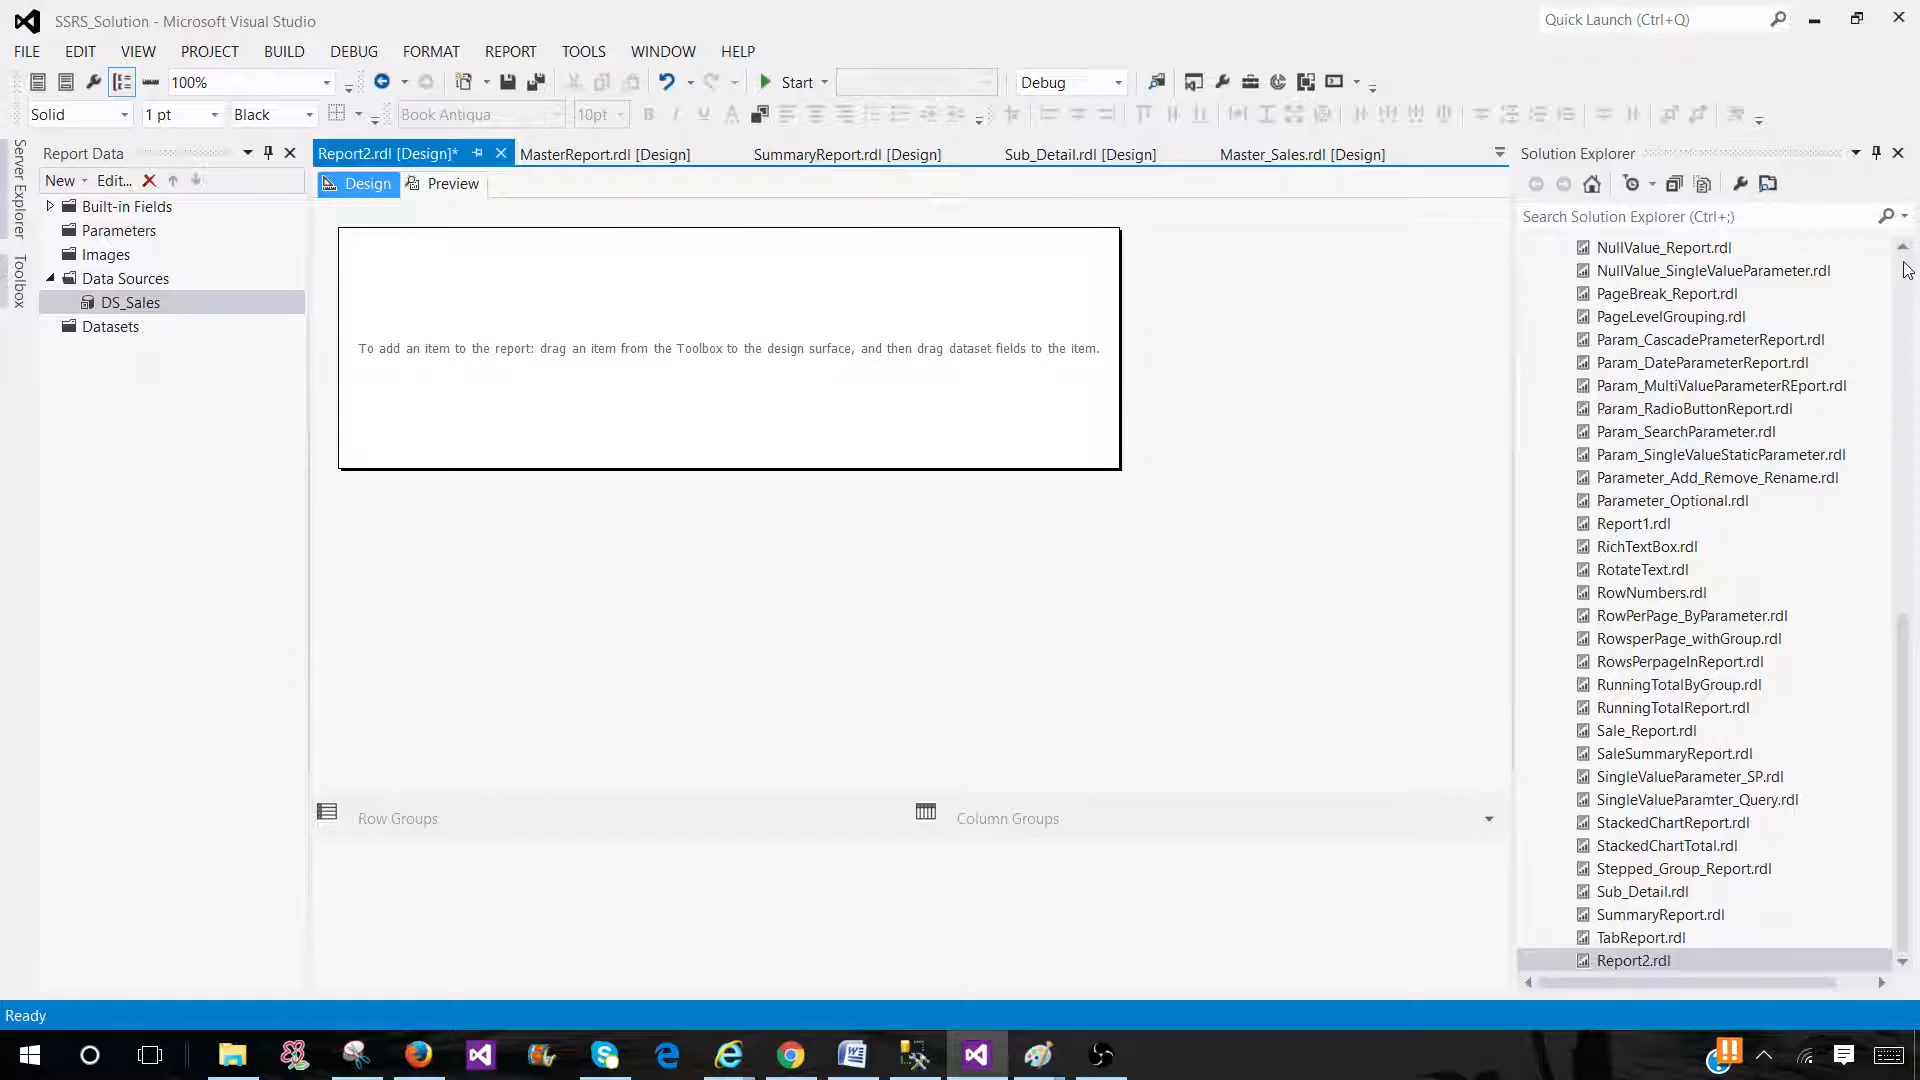 SSRS_Solution - Microsoft Visual Studio
Quick Launch (Ctrl+Q)
FILE EDIT VIEW PROJECT BUILD DEBUG FORMAT REPORT TOOLS WINDOW HELP
100% Start Debug
Solid 1 pt Black Book Antiqua 10pt
Server Explorer
Toolbox
Report Data
New Edit...
Built-in Fields
Parameters
Images
Data Sources
DS_Sales
Datasets
Report2.rdl [Design]* MasterReport.rdl [Design] SummaryReport.rdl [Design] Sub_Detail.rdl [Design] Master_Sales.rdl [Design]
Design Preview
To add an item to the report: drag an item from the Toolbox to the design surface, and then drag dataset fields to the item.
Row Groups
Column Groups
Solution Explorer
Search Solution Explorer (Ctrl+;)
NullValue_Report.rdl
NullValue_SingleValueParameter.rdl
PageBreak_Report.rdl
PageLevelGrouping.rdl
Param_CascadePrameterReport.rdl
Param_DateParameterReport.rdl
Param_MultiValueParameterREport.rdl
Param_RadioButtonReport.rdl
Param_SearchParameter.rdl
Param_SingleValueStaticParameter.rdl
Parameter_Add_Remove_Rename.rdl
Parameter_Optional.rdl
Report1.rdl
RichTextBox.rdl
RotateText.rdl
RowNumbers.rdl
RowPerPage_ByParameter.rdl
RowsperPage_withGroup.rdl
RowsPerpageInReport.rdl
RunningTotalByGroup.rdl
RunningTotalReport.rdl
Sale_Report.rdl
SaleSummaryReport.rdl
SingleValueParameter_SP.rdl
SingleValueParamter_Query.rdl
StackedChartReport.rdl
StackedChartTotal.rdl
Stepped_Group_Report.rdl
Sub_Detail.rdl
SummaryReport.rdl
TabReport.rdl
Report2.rdl
Ready